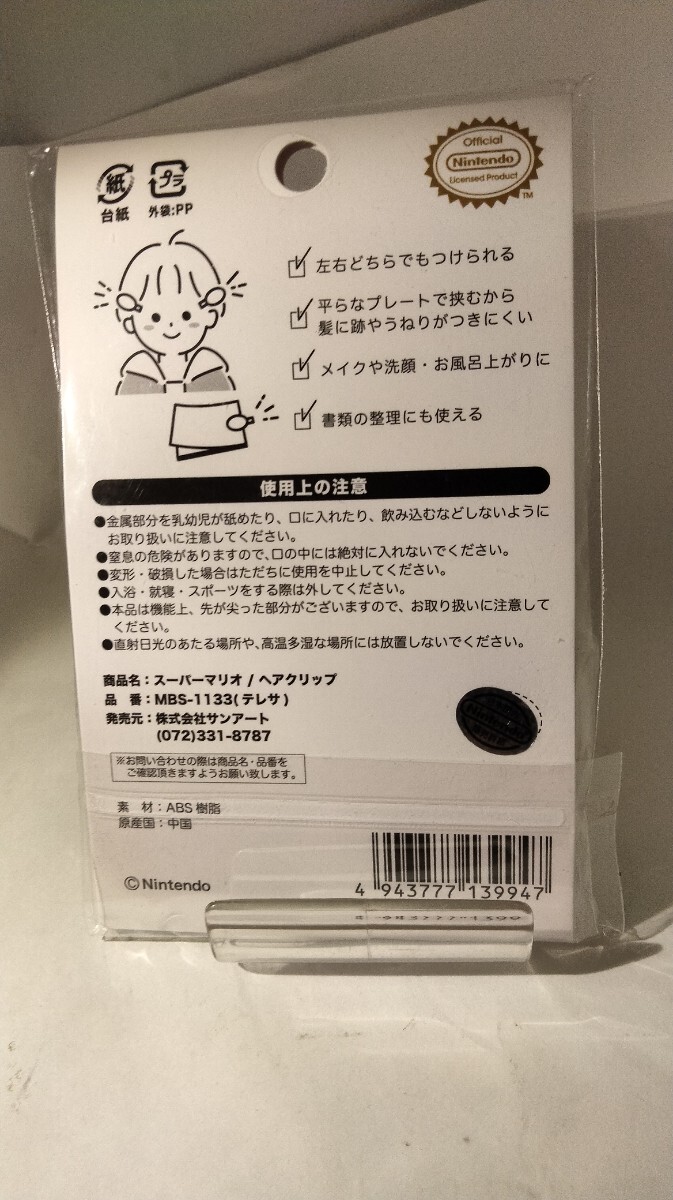 紙
台紙
プラ
外袋:PP
Official
Nintendo
Licensed Product
TM
左右どちらでもつけられる
平らなプレートで挟むから
髪に跡やうねりがつきにくい
メイクや洗顔・お風呂上がりに
書類の整理にも使える
使用上の注意
●金属部分を乳幼児が舐めたり、口に入れたり、飲み込むなどしないように
お取り扱いに注意してください。
●窒息の危険がありますので、口の中には絶対に入れないでください。
●変形・破損した場合はただちに使用を中止してください。
●入浴・就寝・スポーツをする際は外してください。
●本品は機能上、先が尖った部分がございますので、お取り扱いに注意して
ください。
●直射日光のあたる場所や、高温多湿な場所には放置しないでください。
商品名:スーパーマリオ / ヘアクリップ
品 番:MBS-1133(テレサ)
発売元:株式会社サンアート
(072)331-8787
Nintendo
※お問い合わせの際は商品名・品番を
ご確認頂きますようお願い致します。
素 材:ABS樹脂
原産国:中国
©Nintendo
4 943777 139947